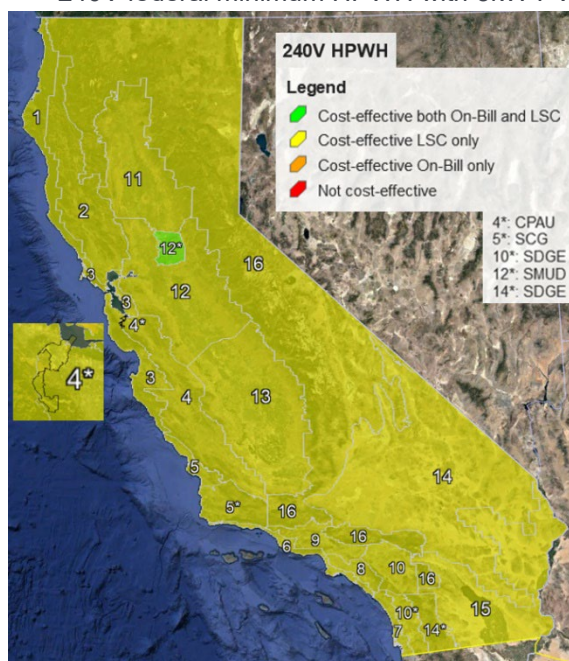 240V HPWH
Legend
Cost-effective both On-Bill and LSC
Cost-effective LSC only
Cost-effective On-Bill only
Not cost-effective
4*: CPAU
5*: SCG
10*: SDGE
12*: SMUD
14*: SDGE
1
11
2
12*
16
3
12
3
4*
4*
3
4
13
5
14
5*
16
6
9
16
8
10
16
10*
15
7
14*